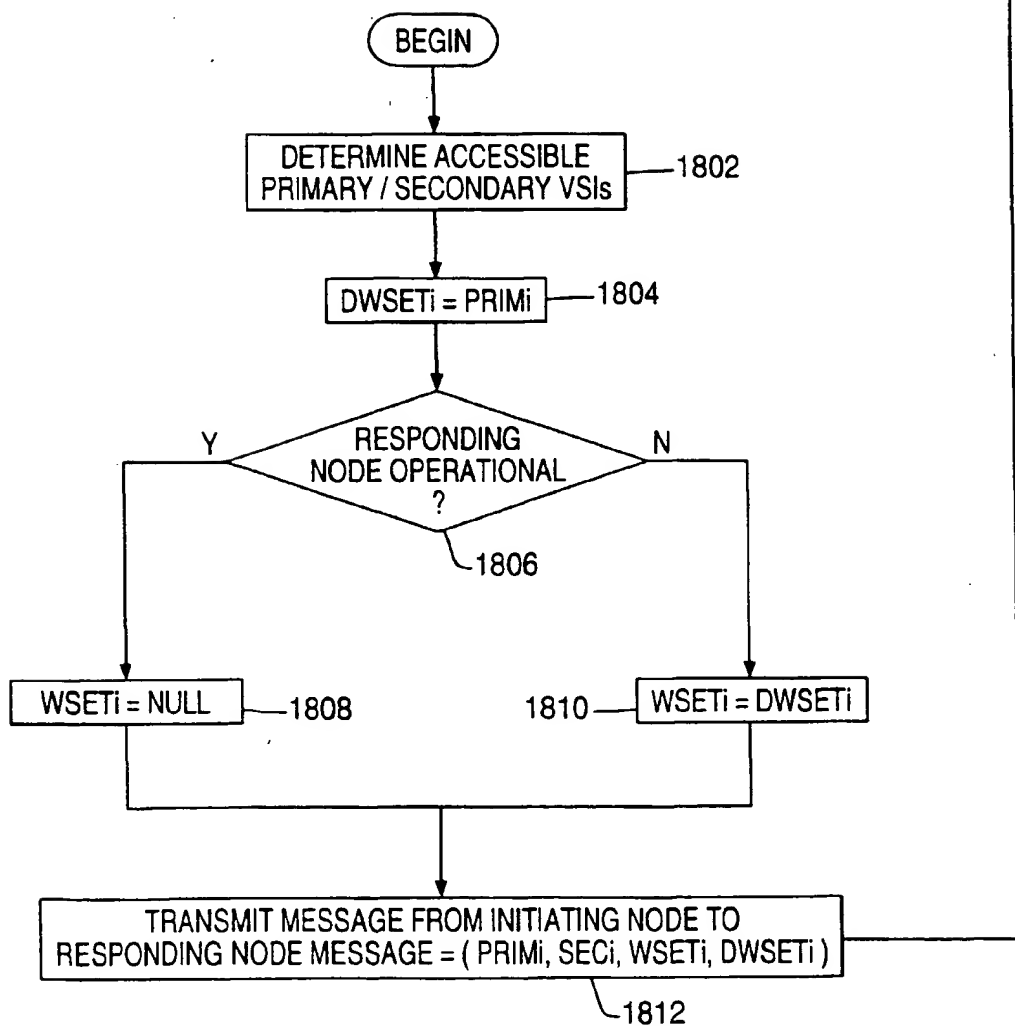 BEGIN
DETERMINE ACCESSIBLE
PRIMARY / SECONDARY VSIs
1802
DWSETi = PRIMi
1804
RESPONDING
NODE OPERATIONAL
?
Y
N
1806
WSETi = NULL
1808
1810
WSETi = DWSETi
TRANSMIT MESSAGE FROM INITIATING NODE TO
RESPONDING NODE MESSAGE = ( PRIMi, SECi, WSETi, DWSETi )
1812